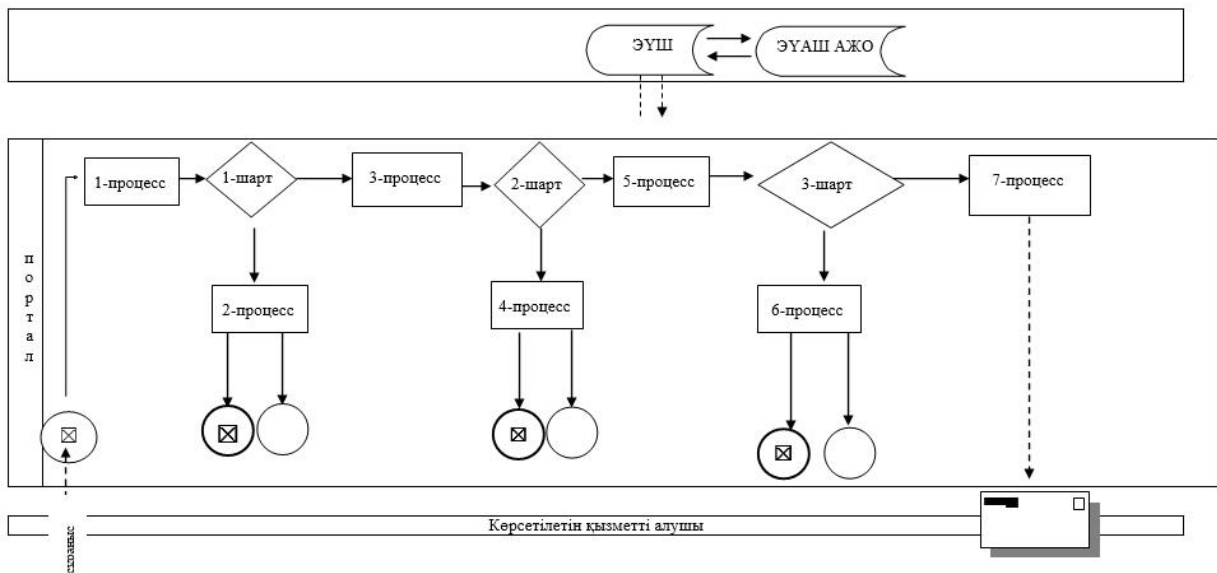 ЭҮШ
ЭҮАШ АЖО
1-процесс
1-шарт
3-процесс
2-шарт
5-процесс
3-шарт
7-процесс
портал
2-процесс
4-процесс
6-процесс
Көрсетілетін қызметті алушы